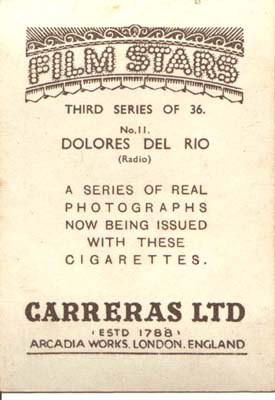 FILM STARS
THIRD SERIES OF 36.
No. 11.
DOLORES DEL RIO
(Radio)
A SERIES OF REAL
PHOTOGRAPHS
NOW BEING ISSUED
WITH THESE
CIGARETTES.
CARRERAS LTD
ESTD 1788
ARCADIA WORKS, LONDON, ENGLAND